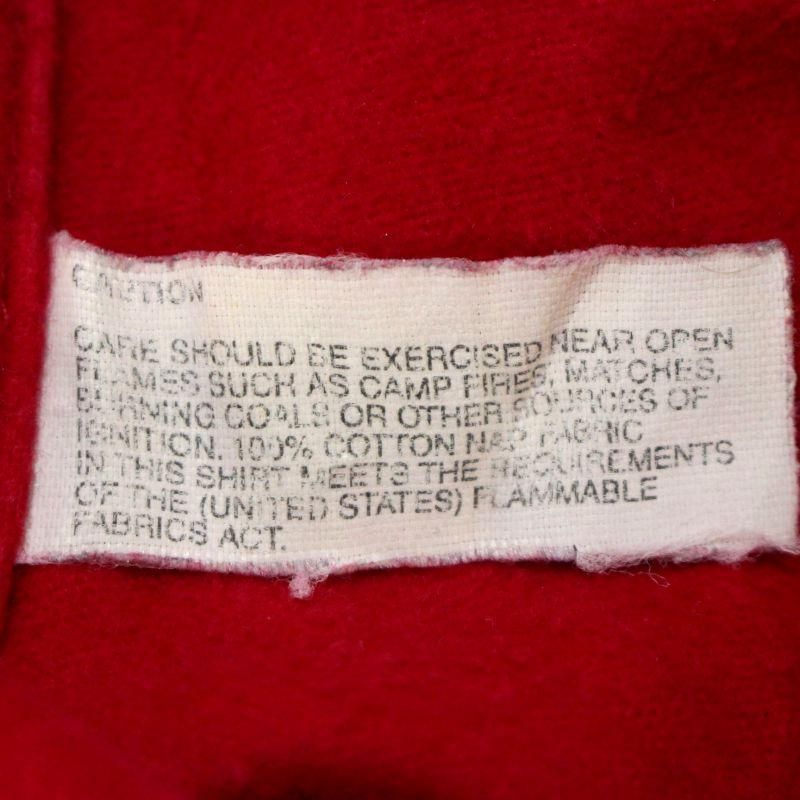 CAUTION
CARE SHOULD BE EXERCISED NEAR OPEN
FLAMES SUCH AS CAMP FIRES, MATCHES,
BURNING COALS OR OTHER SOURCES OF
IGNITION. 100% COTTON NAP FABRIC
IN THIS SHIRT MEETS THE REQUIREMENTS
OF THE (UNITED STATES) FLAMMABLE
FABRICS ACT.